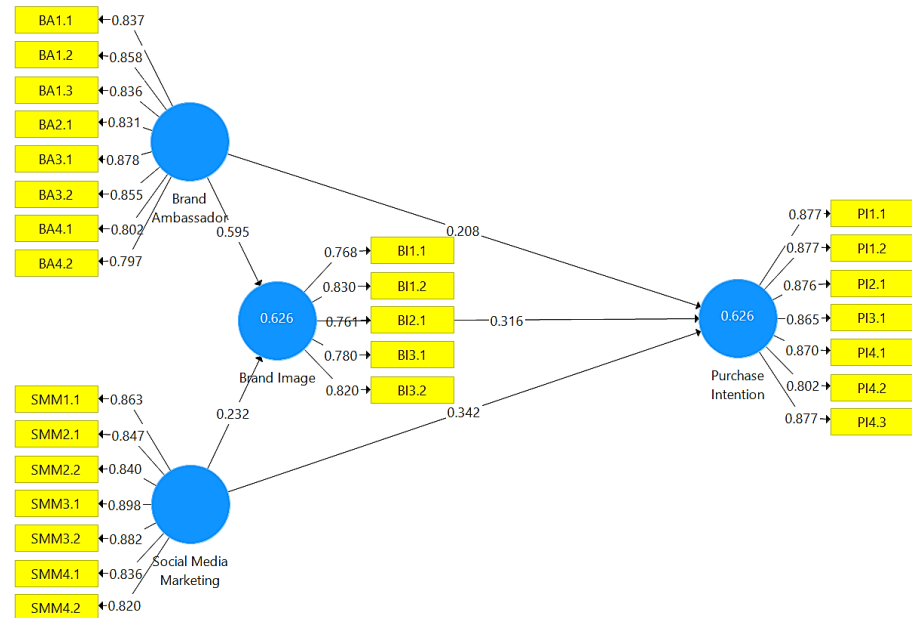 BA1.1 0.837
BA1.2 0.858
BA1.3 0.836
BA2.1 0.831
BA3.1 0.878
BA3.2 0.855
BA4.1 0.802
BA4.2 0.797
Brand
Ambassador
0.595
0.208
0.768 BI1.1
0.830 BI1.2
0.761 BI2.1
0.780 BI3.1
0.820 BI3.2
0.626
Brand Image
0.316
0.877 PI1.1
0.877 PI1.2
0.876 PI2.1
0.865 PI3.1
0.870 PI4.1
0.802 PI4.2
0.877 PI4.3
0.626
Purchase
Intention
0.232
0.342
SMM1.1 0.863
SMM2.1 0.847
SMM2.2 0.840
SMM3.1 0.898
SMM3.2 0.882
SMM4.1 0.836
SMM4.2 0.820
Social Media
Marketing